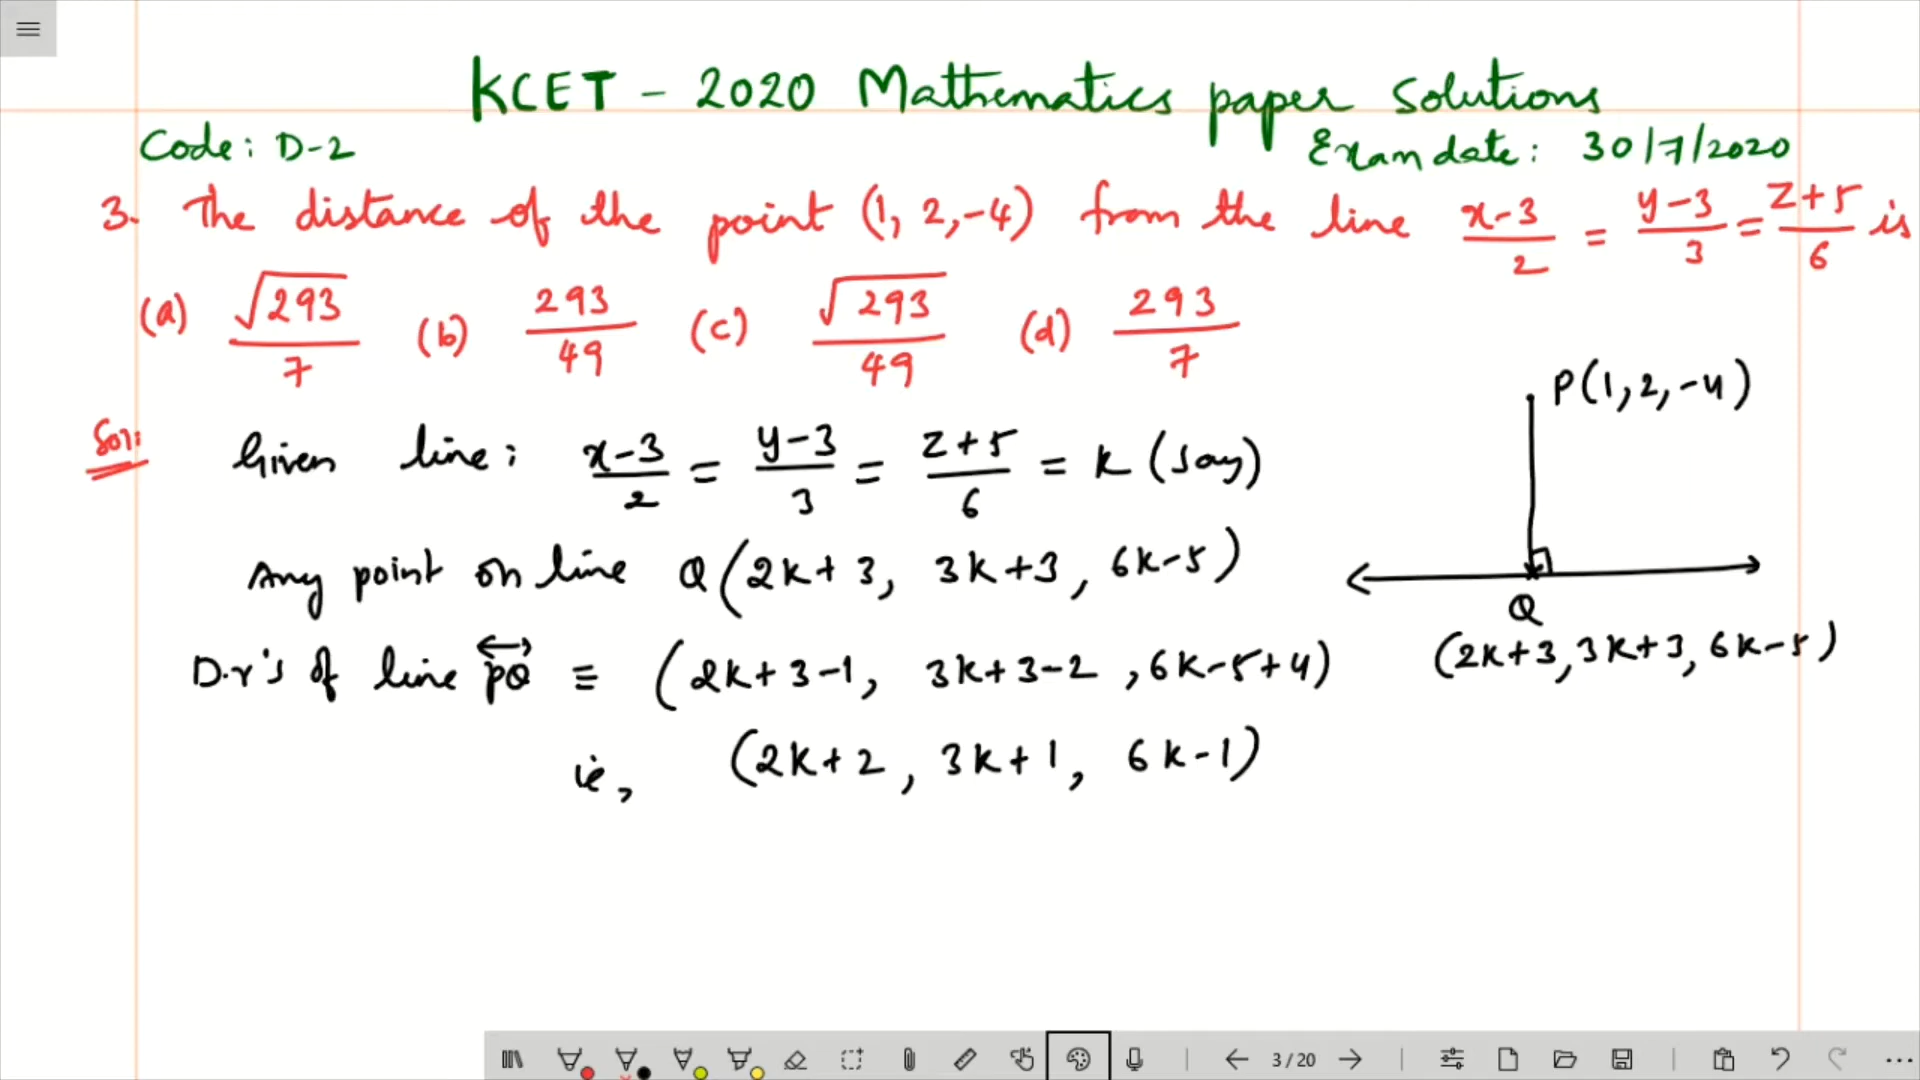 KCET - 2020 Mathematics paper Solutions
Code: D-2
Exam date: 30/7/2020
3. The distance of the point (1, 2, -4) from the line (x-3)/2 = (y-3)/3 = (z+5)/6 is
(a) √293/7 (b) 293/49 (c) √293/49 (d) 293/7
P(1, 2, -4)
Sol:
Given line: (x-3)/2 = (y-3)/3 = (z+5)/6 = k (say)
Any point on line Q(2k+3, 3k+3, 6k-5)
Q
(2k+3, 3k+3, 6k-5)
D.r's of line PQ ≡ (2k+3-1, 3k+3-2, 6k-5+4)
ie, (2k+2, 3k+1, 6k-1)
3 / 20